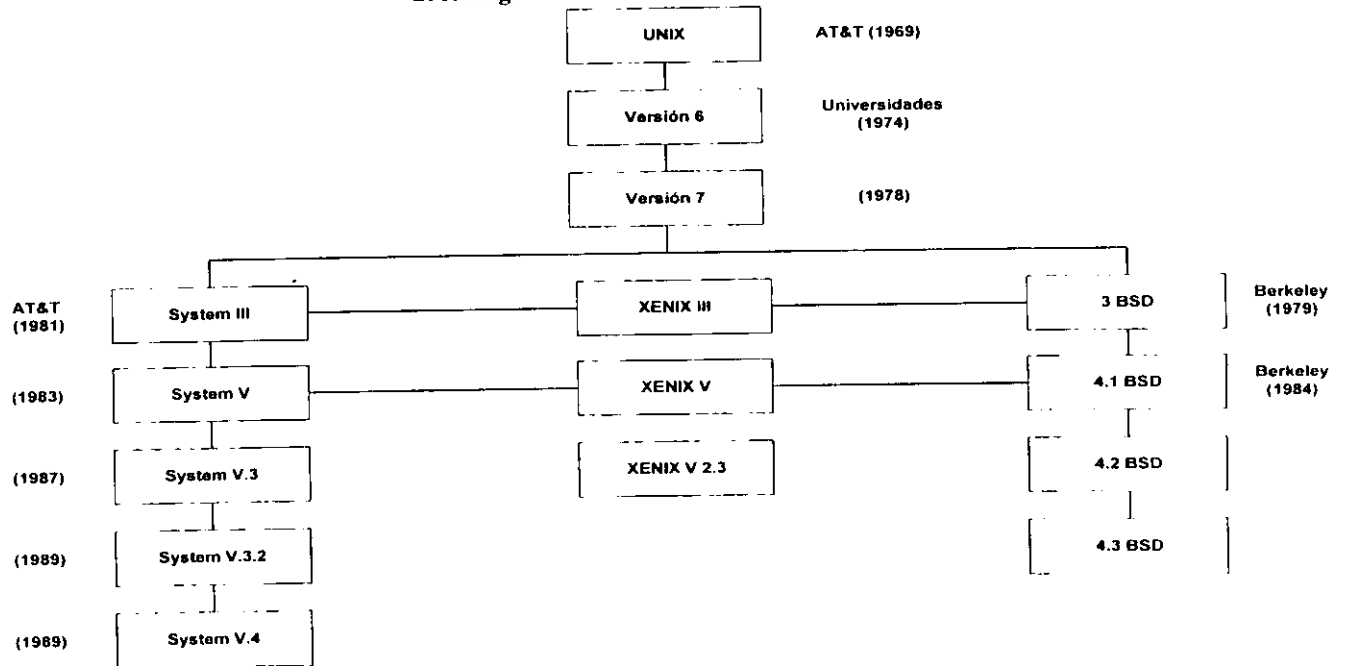 UNIX AT&T (1969)
Versión 6 Universidades
(1974)
Versión 7 (1978)
AT&T
(1981)
System III XENIX III 3 BSD Berkeley
(1979)
(1983) System V XENIX V 4.1 BSD Berkeley
(1984)
(1987) System V.3 XENIX V 2.3 4.2 BSD
(1989) System V.3.2 4.3 BSD
(1989) System V.4